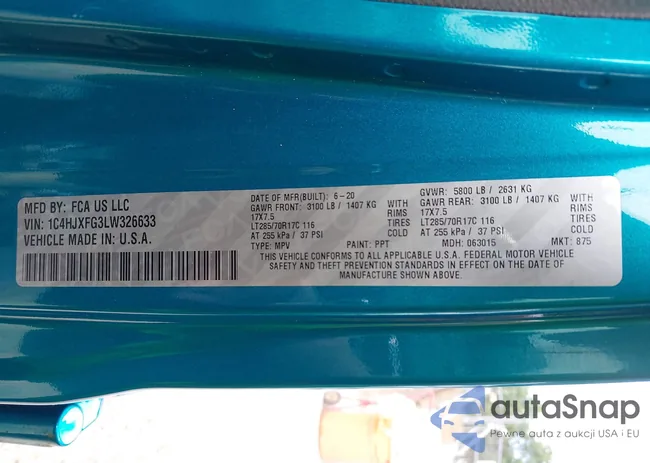 MFD BY: FCA US LLC
VIN: 1C4HJXFG3LW326633
VEHICLE MADE IN: U.S.A.
DATE OF MFR(BUILT): 6-20 GVWR: 5800 LB / 2631 KG
GAWR FRONT: 3100 LB / 1407 KG WITH GAWR REAR: 3100 LB / 1407 KG WITH
17X7.5 RIMS 17X7.5 RIMS
LT285/70R17C 116 TIRES LT285/70R17C 116 TIRES
AT 255 kPa / 37 PSI COLD AT 255 kPa / 37 PSI COLD
TYPE: MPV PAINT: PPT MDH: 063015 MKT: 875
THIS VEHICLE CONFORMS TO ALL APPLICABLE U.S.A. FEDERAL MOTOR VEHICLE
SAFETY AND THEFT PREVENTION STANDARDS IN EFFECT ON THE DATE OF
MANUFACTURE SHOWN ABOVE.
autaSnap
Pewne auta z aukcji USA i EU